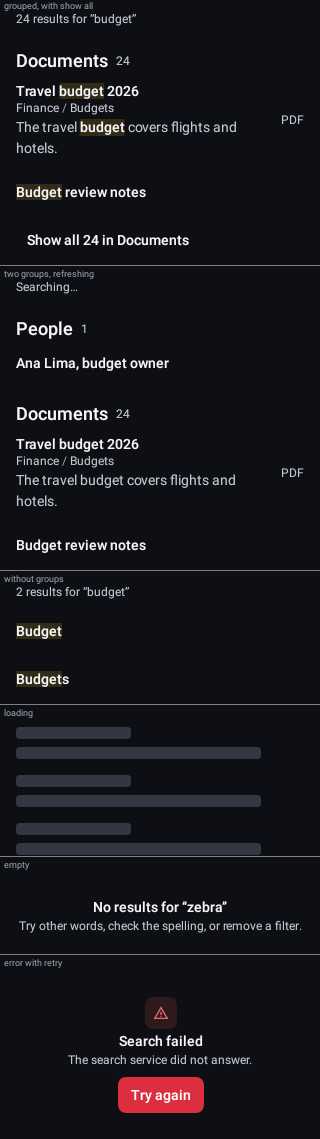 grouped, with show all
24 results for “budget”
Documents 24
Travel budget 2026
Finance / Budgets
The travel budget covers flights and
hotels.
PDF
Budget review notes
Show all 24 in Documents
two groups, refreshing
Searching…
People 1
Ana Lima, budget owner
Documents 24
Travel budget 2026
Finance / Budgets
The travel budget covers flights and
hotels.
PDF
Budget review notes
without groups
2 results for “budget”
Budget
Budgets
loading
empty
No results for “zebra”
Try other words, check the spelling, or remove a filter.
error with retry
Search failed
The search service did not answer.
Try again